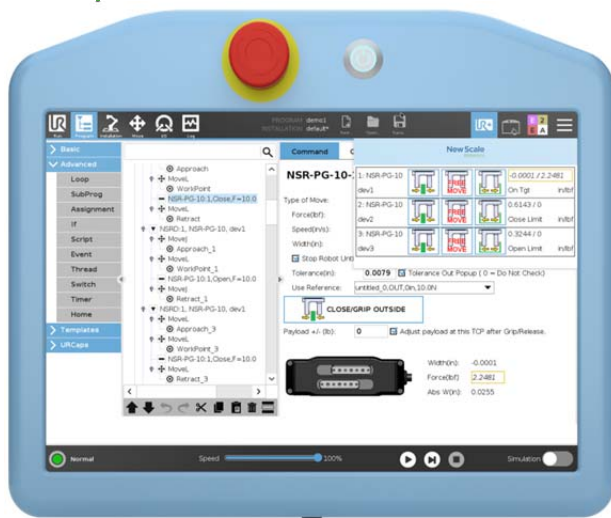 PROGRAM demo1
INSTALLATION default*
Run Program Installation Move I/O Log
New... Open... Save...
Basic
Advanced
Loop
SubProg
Assignment
If
Script
Event
Thread
Switch
Timer
Home
Templates
URCaps
Approach
MoveL
WorkPoint
NSR-PG-10:1,Close,F=10.0
MoveL
Retract
NSRD:1, NSR-PG-10, dev1
MoveJ
Approach_1
MoveL
WorkPoint_1
NSR-PG-10:1,Open,F=10.0
MoveL
Retract_1
NSRD:1, NSR-PG-10, dev1
MoveL
Approach_3
MoveL
WorkPoint_3
NSR-PG-10:1,Close,F=10.0
MoveL
Retract_3
Command
NSR-PG-10-
Type of Move:
Force(lbf):
Speed(in/s):
Width(in):
Stop Robot Unti
Tolerance(in): 0.0079 Tolerance Out Popup ( 0 = Do Not Check)
Use Reference: untitled_0,OUT,0in,10.0N
CLOSE/GRIP OUTSIDE
Payload +/- (lb): 0 Adjust payload at this TCP after Grip/Release.
Width(in): -0.0001
Force(lbf): 2.2481
Abs W(in): 0.0255
New Scale
1: NSR-PG-10
dev1
FREE MOVE
-0.0001 / 2.2481
On Tgt in/lbf
2: NSR-PG-10
dev2
FREE MOVE
0.6143 / 0
Close Limit in/lbf
3: NSR-PG-10
dev3
FREE MOVE
0.3244 / 0
Open Limit in/lbf
Normal
Speed 100%
Simulation